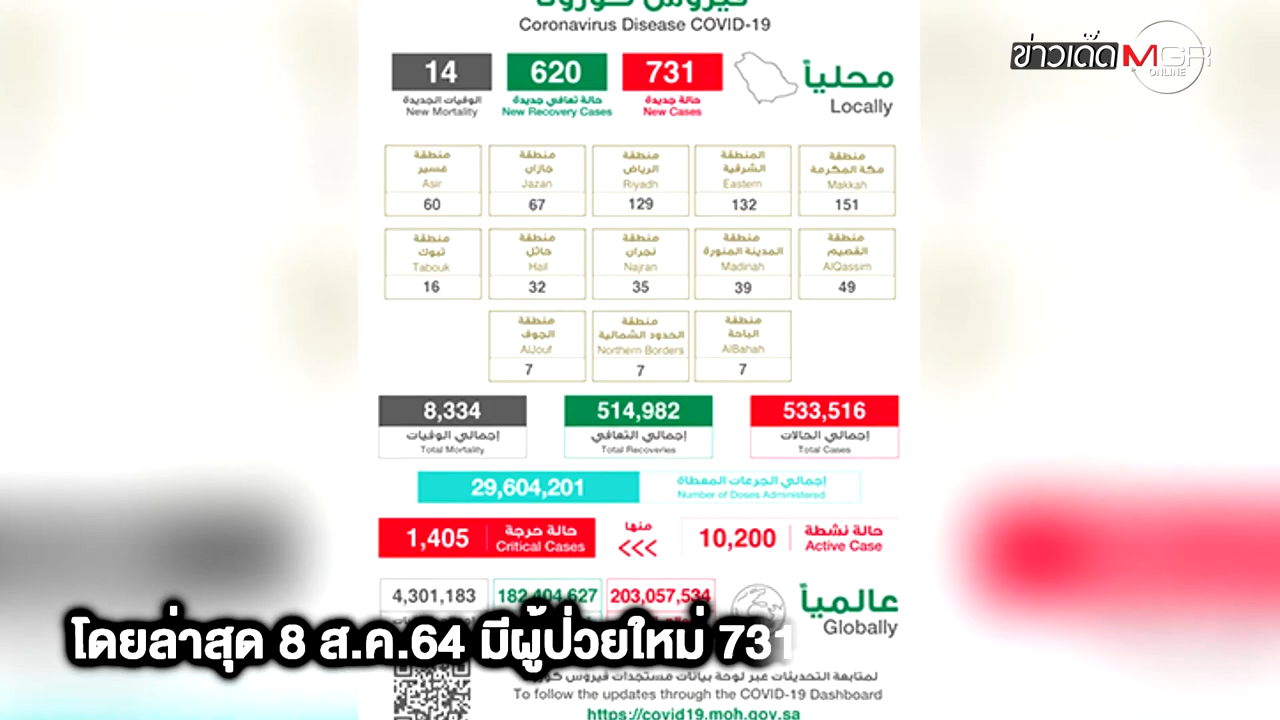 فيروس كورونا
Coronavirus Disease COVID-19
ข่าวเด็ด MGR ONLINE
محلياً
Locally
731
حالة جديدة
New Cases
620
حالة تعافي جديدة
New Recovery Cases
14
الوفيات الجديدة
New Mortality
منطقة
مكة المكرمة
Makkah
151
المنطقة
الشرقية
Eastern
132
منطقة
الرياض
Riyadh
129
منطقة
جازان
Jazan
67
منطقة
عسير
Asir
60
منطقة
القصيم
AlQassim
49
منطقة
المدينة المنورة
Madinah
39
منطقة
نجران
Najran
35
منطقة
حائل
Hail
32
منطقة
تبوك
Tabouk
16
منطقة
الباحة
AlBahah
7
منطقة
الحدود الشمالية
Northern Borders
7
منطقة
الجوف
AlJouf
7
533,516
إجمالي الحالات
Total Cases
514,982
إجمالي التعافي
Total Recoveries
8,334
إجمالي الوفيات
Total Mortality
إجمالي الجرعات المعطاة
Number of Doses Administered
29,604,201
حالة نشطة
Active Case
10,200
منها
<<<
حالة حرجة
Critical Cases
1,405
عالمياً
Globally
203,057,534
182,404,627
4,301,183
โดยล่าสุด 8 ส.ค.64 มีผู้ป่วยใหม่ 731
لمتابعة التحديثات عبر لوحة بيانات مستجدات فيروس
To follow the updates through the COVID-19 Dashboard
https://covid19.moh.gov.sa